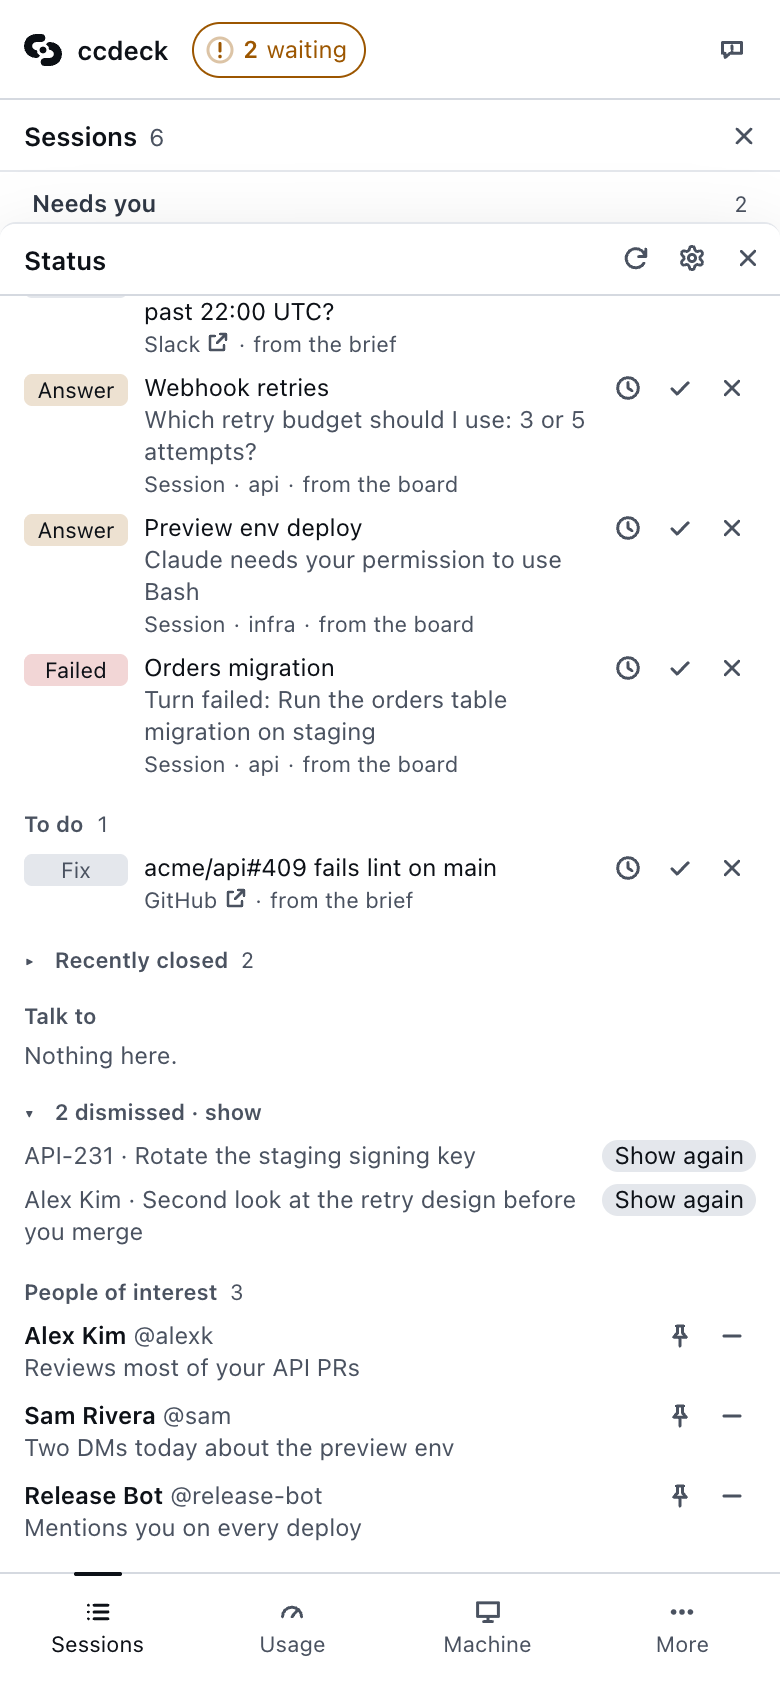 ccdeck
2 waiting
Sessions 6
Needs you 2
Status
past 22:00 UTC?
Slack · from the brief
Answer Webhook retries
Which retry budget should I use: 3 or 5
attempts?
Session · api · from the board
Answer Preview env deploy
Claude needs your permission to use
Bash
Session · infra · from the board
Failed Orders migration
Turn failed: Run the orders table
migration on staging
Session · api · from the board
To do 1
Fix acme/api#409 fails lint on main
GitHub · from the brief
Recently closed 2
Talk to
Nothing here.
2 dismissed · show
API-231 · Rotate the staging signing key Show again
Alex Kim · Second look at the retry design before Show again
you merge
People of interest 3
Alex Kim @alexk
Reviews most of your API PRs
Sam Rivera @sam
Two DMs today about the preview env
Release Bot @release-bot
Mentions you on every deploy
Sessions Usage Machine More